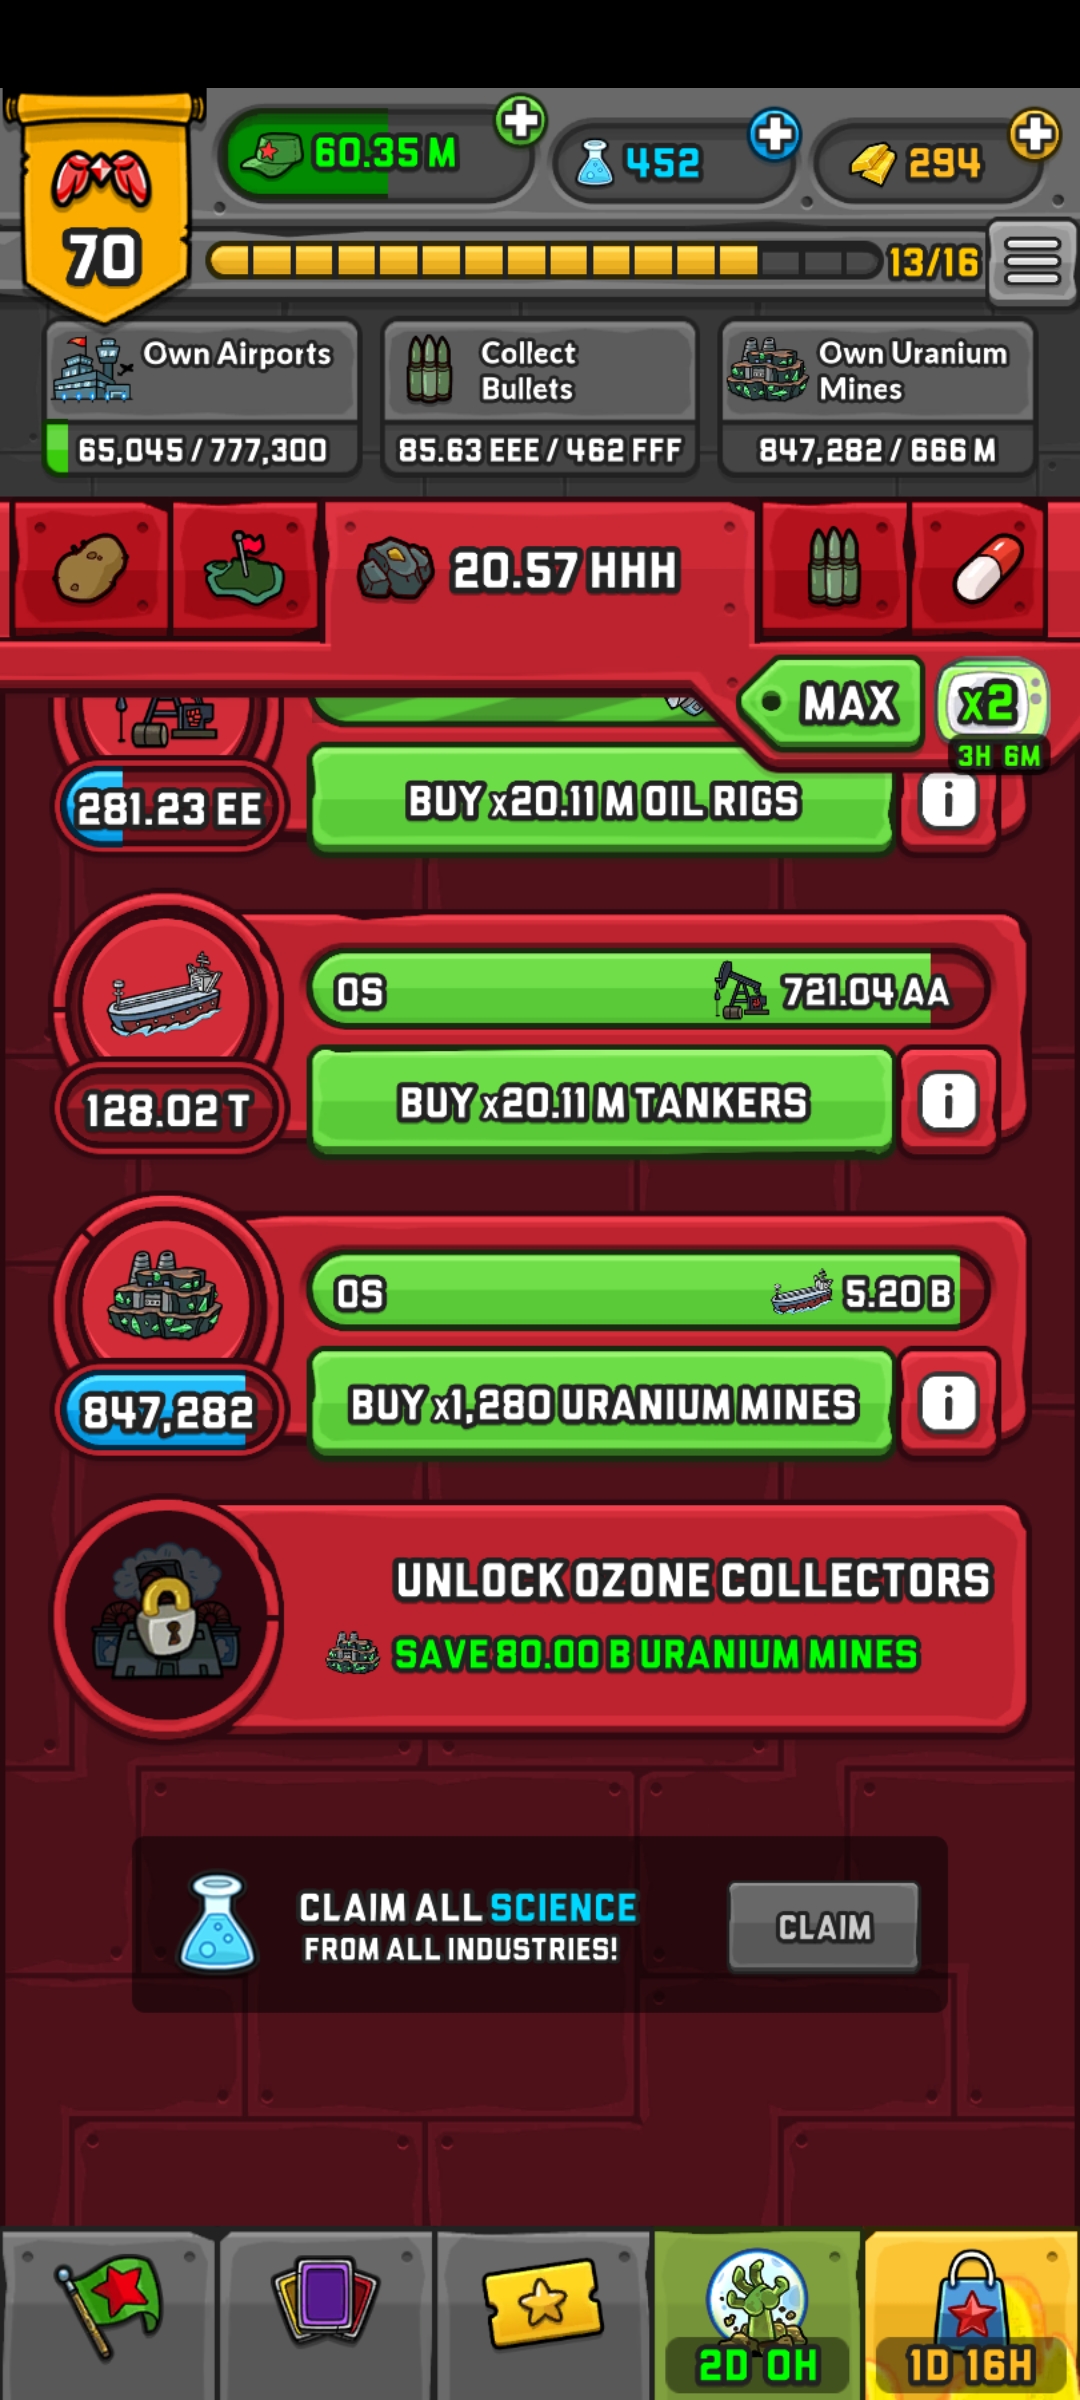 60.35 M
452
294
70
13/16
Own Airports
65,045 / 777,300
Collect
Bullets
85.63 EEE / 462 FFF
Own Uranium
Mines
847,282 / 666 M
20.57 HHH
MAX
x2
3H 6M
281.23 EE
BUY x20.11 M OIL RIGS
i
0S
721.04 AA
128.02 T
BUY x20.11 M TANKERS
i
0S
5.20 B
847,282
BUY x1,280 URANIUM MINES
i
UNLOCK OZONE COLLECTORS
SAVE 80.00 B URANIUM MINES
CLAIM ALL SCIENCE
FROM ALL INDUSTRIES!
CLAIM
2D 0H
1D 16H